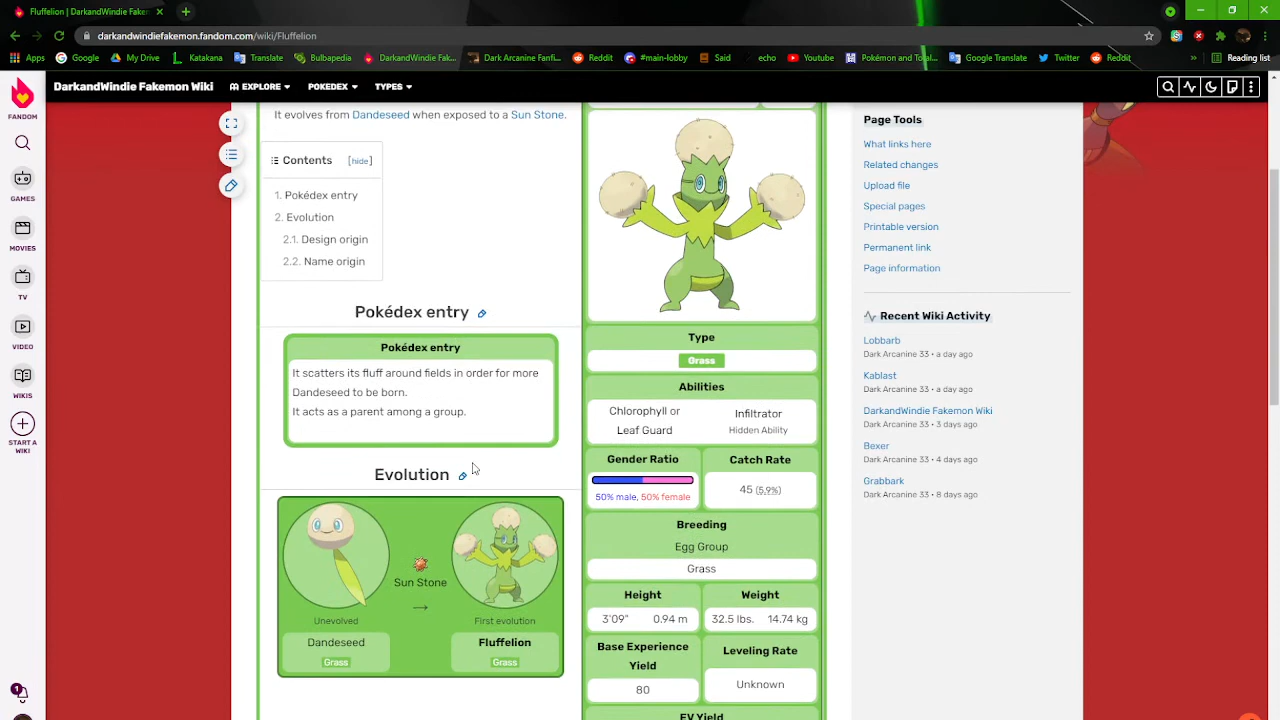 Fluffelion | DarkandWindie Fakem
darkandwindiefakemon.fandom.com/wiki/Fluffelion
Apps
Google
My Drive
Katakana
Translate
Bulbapedia
DarkandWindie Fak...
Dark Arcanine Fanfi...
Reddit
#main-lobby
Said
echo
Youtube
Pokémon and Total...
Google Translate
Twitter
Reddit
»
Reading list
DarkandWindie Fakemon Wiki
EXPLORE
POKEDEX
TYPES
FANDOM
GAMES
MOVIES
TV
VIDEO
WIKIS
START A
WIKI
1
It evolves from Dandeseed when exposed to a Sun Stone.
Contents [hide]
1. Pokédex entry
2. Evolution
2.1. Design origin
2.2. Name origin
Pokédex entry
Pokédex entry
It scatters its fluff around fields in order for more
Dandeseed to be born.
It acts as a parent among a group.
Evolution
Sun Stone
→
Unevolved
First evolution
Dandeseed
Fluffelion
Grass
Grass
Type
Grass
Abilities
Chlorophyll or
Leaf Guard
Infiltrator
Hidden Ability
Gender Ratio
50% male, 50% female
Catch Rate
45 (5.9%)
Breeding
Egg Group
Grass
Height
3'09" 0.94 m
Weight
32.5 lbs. 14.74 kg
Base Experience
Yield
80
Leveling Rate
Unknown
EV Yield
Page Tools
What links here
Related changes
Upload file
Special pages
Printable version
Permanent link
Page information
Recent Wiki Activity
Lobbarb
Dark Arcanine 33 • a day ago
Kablast
Dark Arcanine 33 • a day ago
DarkandWindie Fakemon Wiki
Dark Arcanine 33 • 3 days ago
Bexer
Dark Arcanine 33 • 4 days ago
Grabbark
Dark Arcanine 33 • 8 days ago